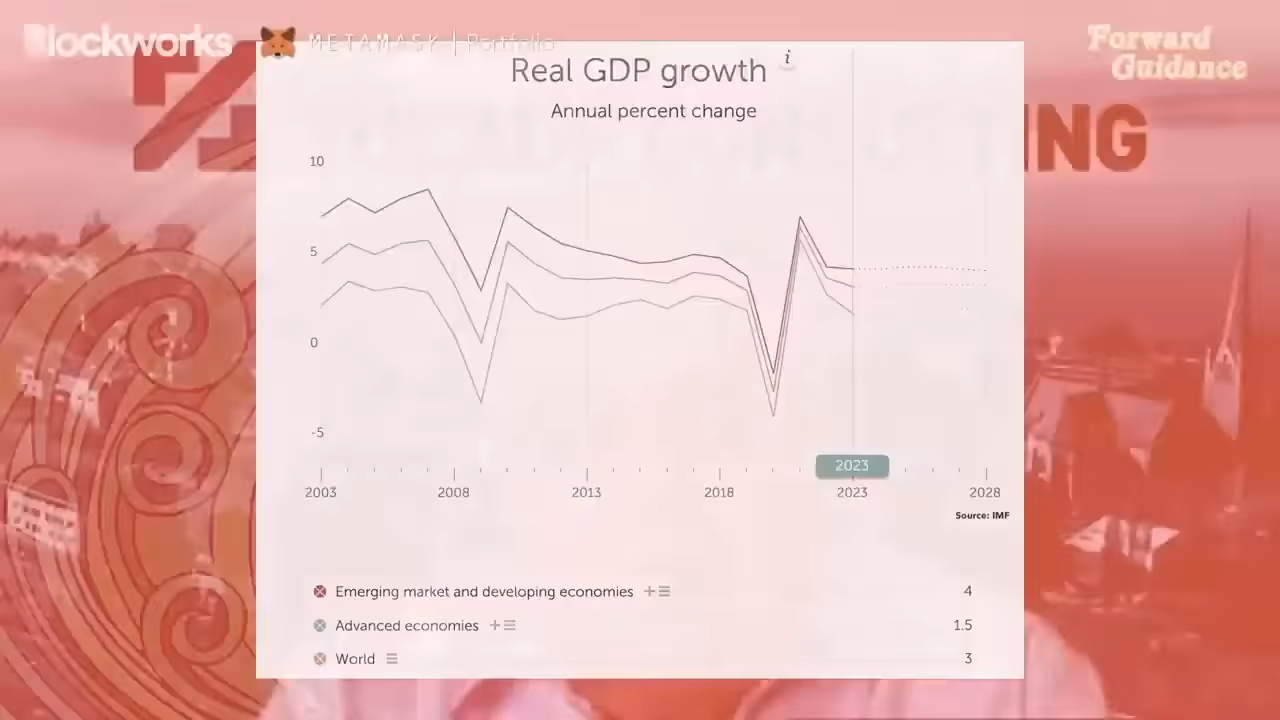 Blockworks
METAMASK | Portfolio
Forward
Guidance
ING
Real GDP growth i
Annual percent change
10
5
0
-5
2023
2003 2008 2013 2018 2023 2028
Source: IMF
Emerging market and developing economies 4
Advanced economies 1.5
World 3